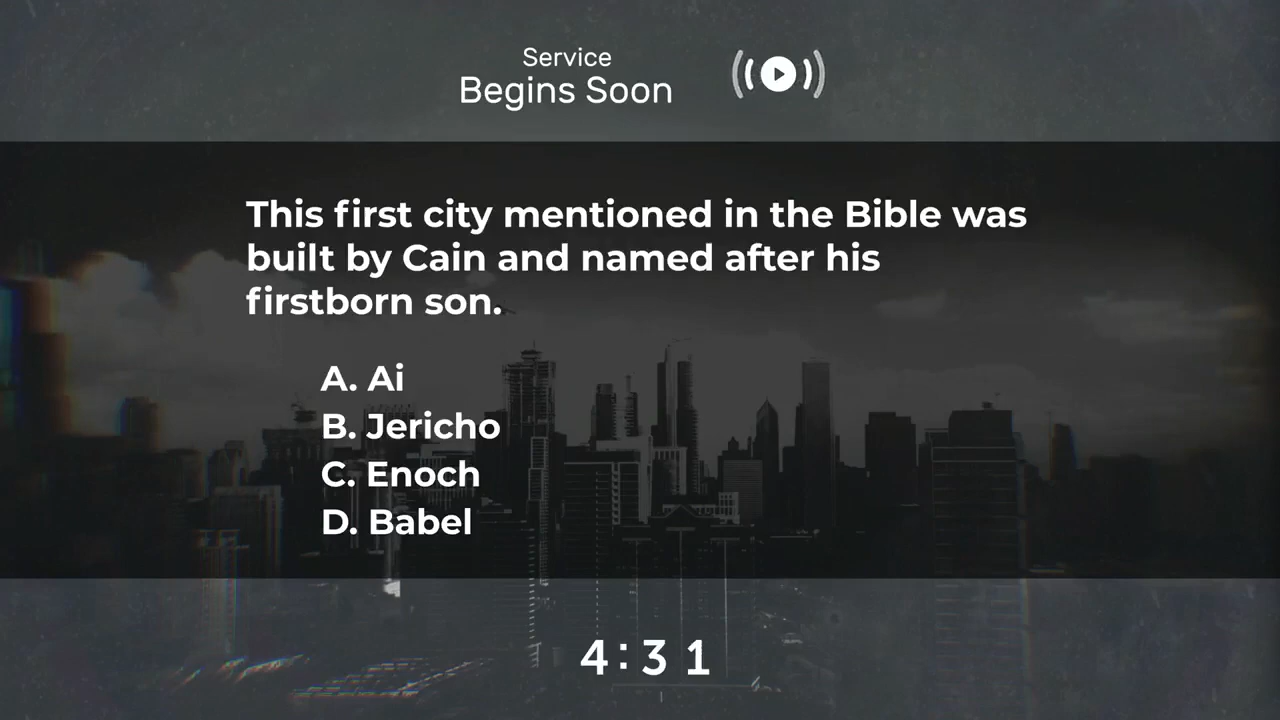 Service
Begins Soon
This first city mentioned in the Bible was
built by Cain and named after his
firstborn son.
A. Ai
B. Jericho
C. Enoch
D. Babel
4:31